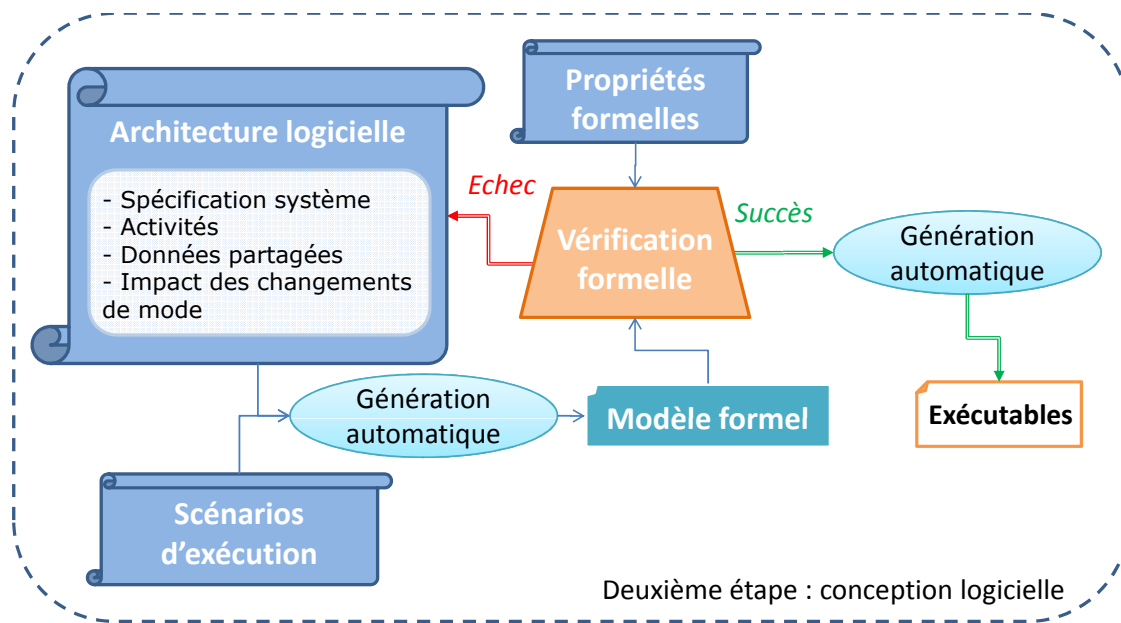 Propriétés
formelles
Architecture logicielle
- Spécification système
- Activités
- Données partagées
- Impact des changements
de mode
Echec
Succès
Vérification
formelle
Génération
automatique
Génération
automatique
Modèle formel
Exécutables
Scénarios
d'exécution
Deuxième étape : conception logicielle